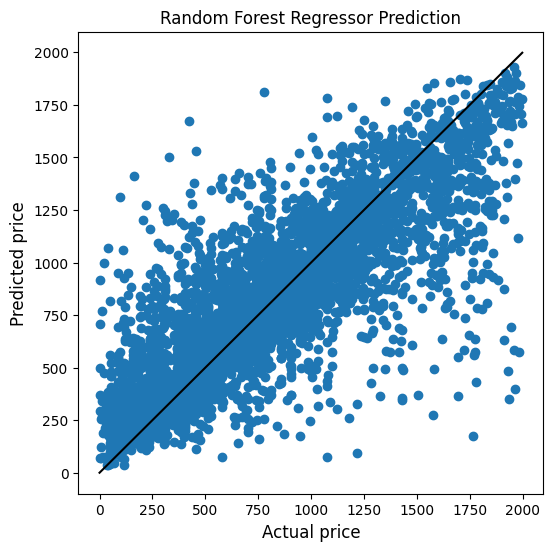 Random Forest Regressor Prediction
2000
1750
1500
1250
1000
750
500
250
0
Predicted price
0 250 500 750 1000 1250 1500 1750 2000
Actual price